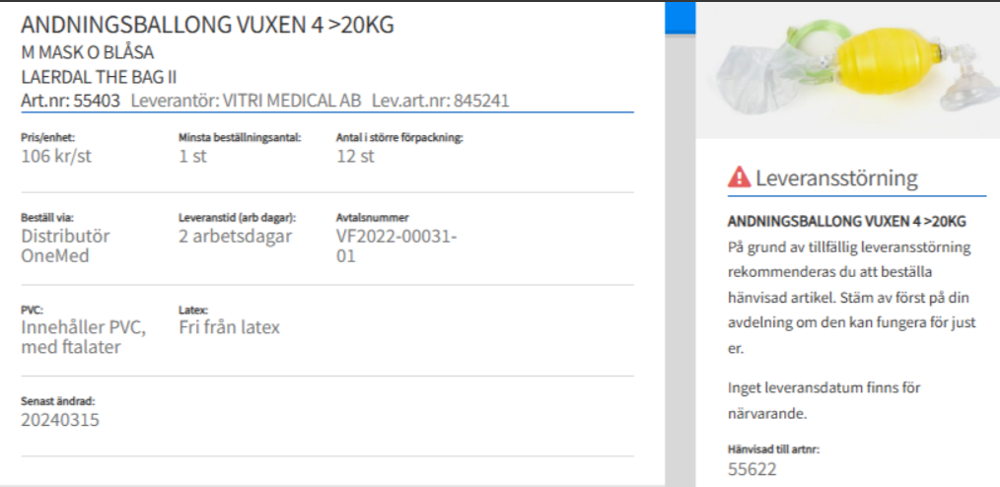 ANDNINGSBALLONG VUXEN 4 >20KG
M MASK O BLÅSA
LAERDAL THE BAG II
Art.nr: 55403 Leverantör: VITRI MEDICAL AB Lev.art.nr: 845241
Pris/enhet: Minsta beställningsantal: Antal i större förpackning:
106 kr/st 1 st 12 st
Beställ via: Leveranstid (arb dagar): Avtalsnummer
Distributör 2 arbetsdagar VF2022-00031-
OneMed 01
PVC: Latex:
Innehåller PVC, Fri från latex
med ftalater
Senast ändrad:
20240315
Leveransstörning
ANDNINGSBALLONG VUXEN 4 >20KG
På grund av tillfällig leveransstörning
rekommenderas du att beställa
hänvisad artikel. Stäm av först på din
avdelning om den kan fungera för just
er.
Inget leveransdatum finns för
närvarande.
Hänvisad till artnr:
55622